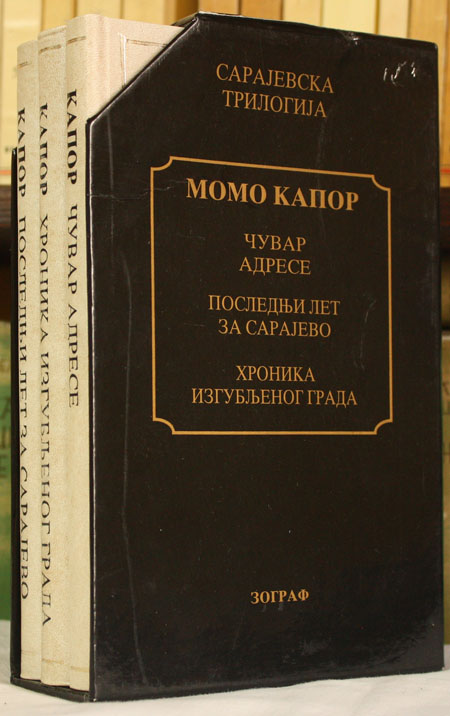 САРАЈЕВСКА
ТРИЛОГИЈА
МОМО КАПОР
ЧУВАР
АДРЕСЕ
ПОСЛЕДЊИ ЛЕТ
ЗА САРАЈЕВО
ХРОНИКА
ИЗГУБЉЕНОГ ГРАДА
ЗОГРАФ
КАПОР ПОСЛЕДЊИ ЛЕТ ЗА САРАЈЕВО
КАПОР ХРОНИКА ИЗГУБЉЕНОГ ГРАДА
КАПОР ЧУВАР АДРЕСЕ